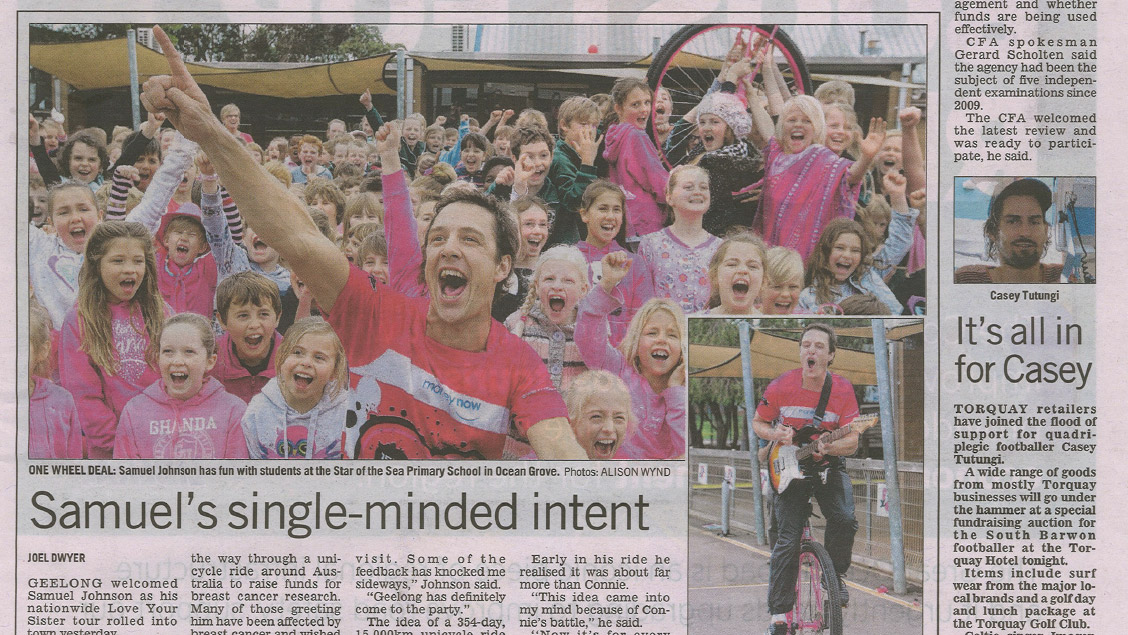 GHANDA
money now
ONE WHEEL DEAL: Samuel Johnson has fun with students at the Star of the Sea Primary School in Ocean Grove. Photos: ALISON WYND
Samuel's single-minded intent
JOEL DWYER
GEELONG welcomed
Samuel Johnson as his
nationwide Love Your
Sister tour rolled into
town yesterday.
the way through a uni-
cycle ride around Aus-
tralia to raise funds for
breast cancer research.
Many of those greeting
him have been affected by
breast cancer and wished
visit. Some of the
feedback has knocked me
sideways," Johnson said.
"Geelong has definitely
come to the party."
The idea of a 354-day,
15,000km unicycle ride
Early in his ride he
realised it was about far
more than Connie.
"This idea came into
my mind because of Con-
nie's battle," he said.
"Now it's for every
agement and whether
funds are being used
effectively.
CFA spokesman
Gerard Scholten said
the agency had been the
subject of five indepen-
dent examinations since
2009.
The CFA welcomed
the latest review and
was ready to partici-
pate, he said.
Casey Tutungi
It's all in
for Casey
TORQUAY retailers
have joined the flood of
support for quadri-
plegic footballer Casey
Tutungi.
A wide range of goods
from mostly Torquay
businesses will go under
the hammer at a special
fundraising auction for
the South Barwon
footballer at the Tor-
quay Hotel tonight.
Items include surf
wear from the major lo-
cal brands and a golf day
and lunch package at
the Torquay Golf Club.